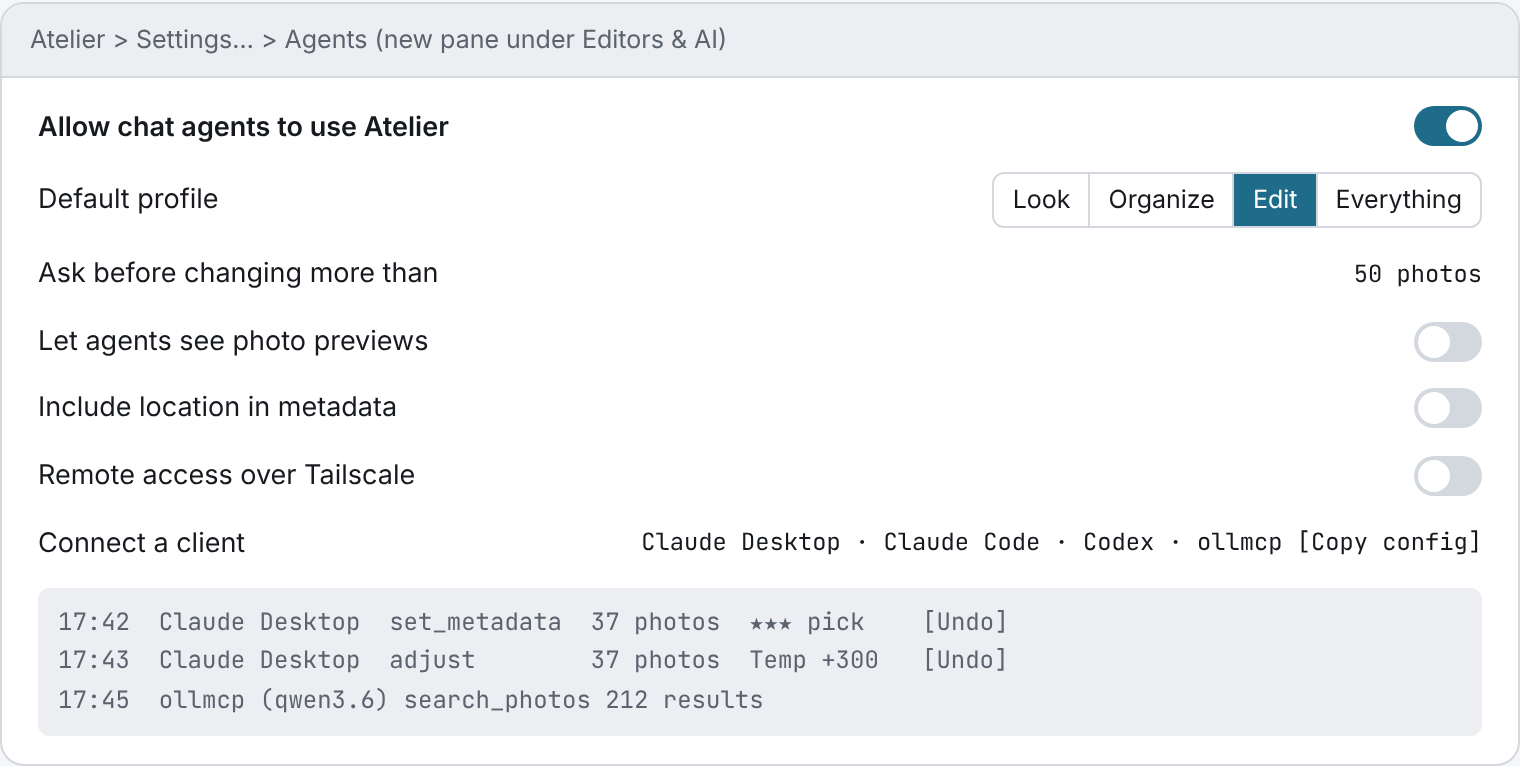 Atelier > Settings... > Agents (new pane under Editors & AI)
Allow chat agents to use Atelier
Default profile Look Organize Edit Everything
Ask before changing more than 50 photos
Let agents see photo previews
Include location in metadata
Remote access over Tailscale
Connect a client Claude Desktop · Claude Code · Codex · ollmcp [Copy config]
17:42 Claude Desktop set_metadata 37 photos ★★★ pick [Undo]
17:43 Claude Desktop adjust 37 photos Temp +300 [Undo]
17:45 ollmcp (qwen3.6) search_photos 212 results